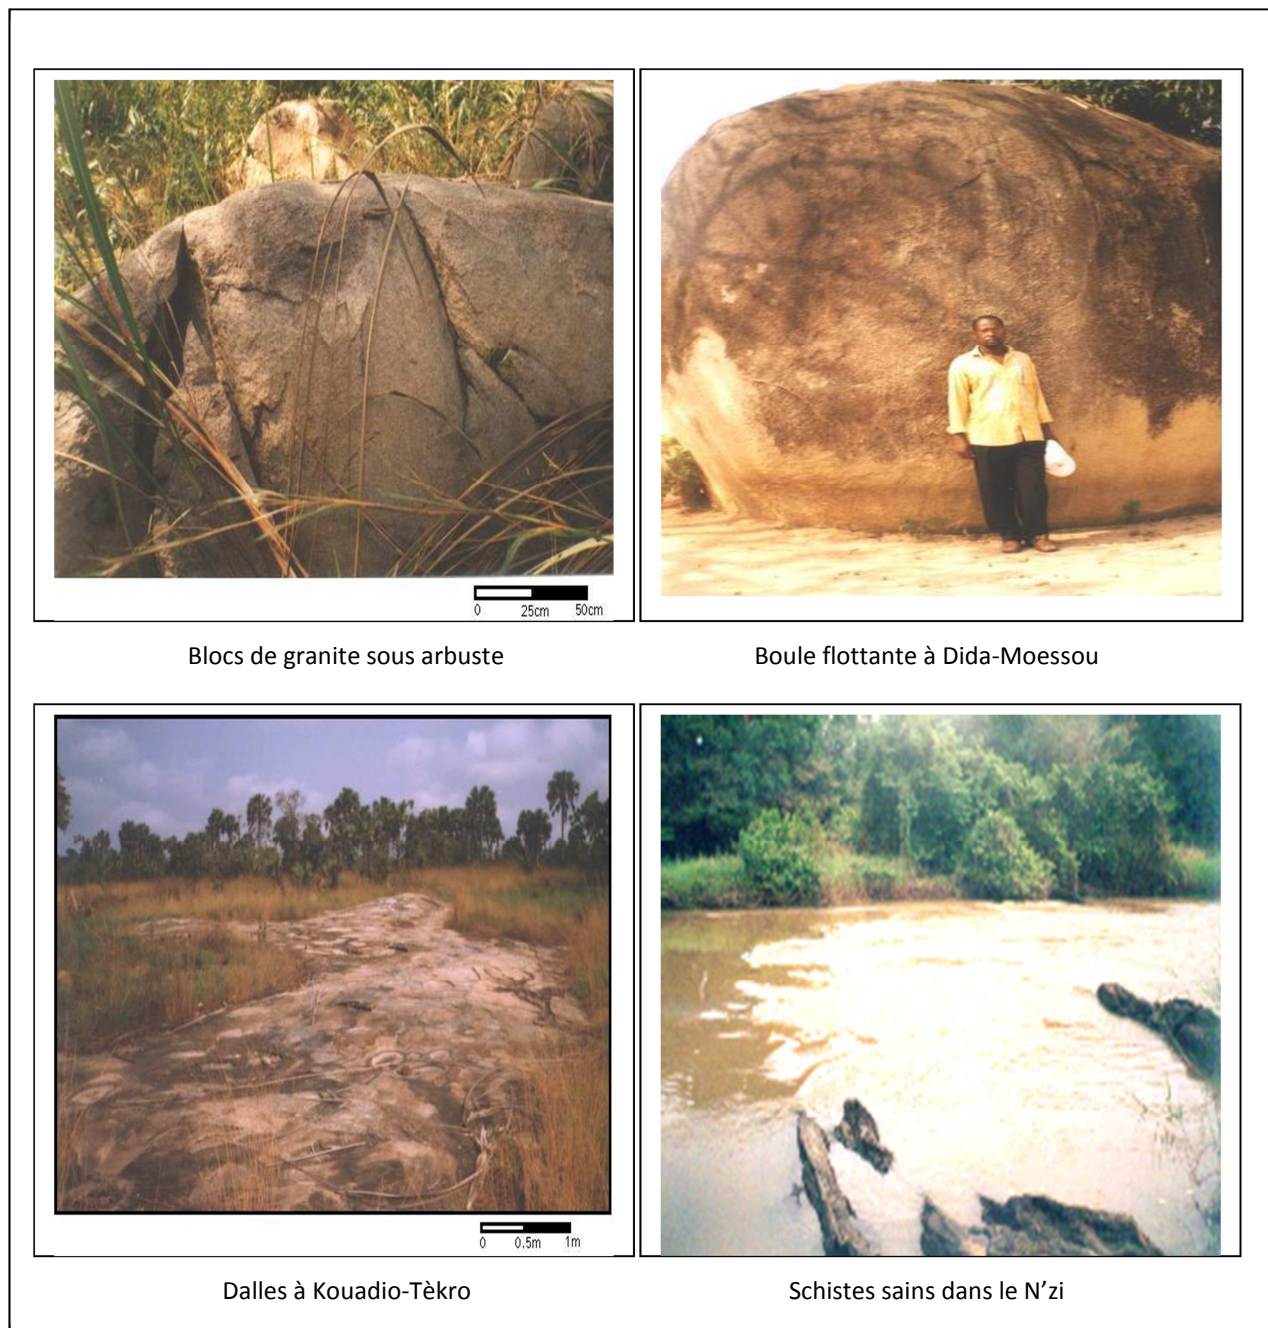 0 25cm 50cm
Blocs de granite sous arbuste
Boule flottante à Dida-Moessou
0 0.5m 1m
Dalles à Kouadio-Tèkro
Schistes sains dans le N’zi